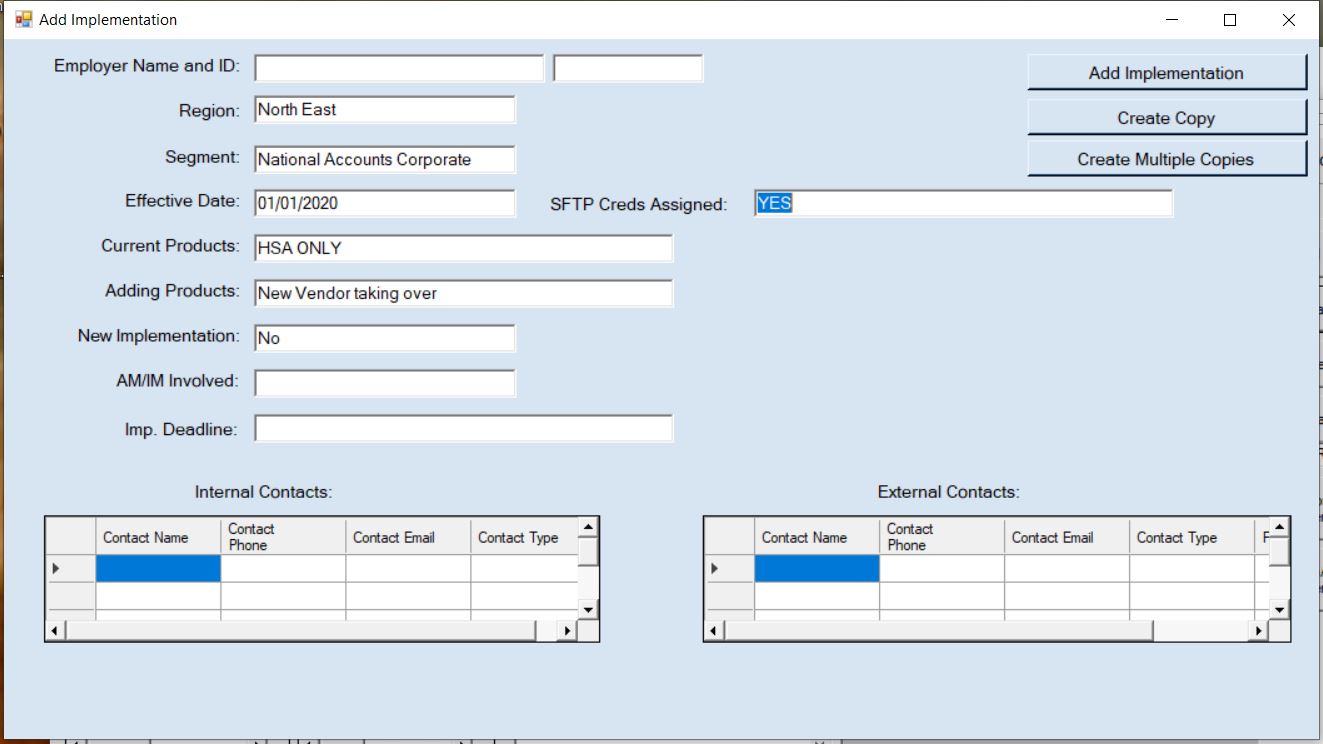 Add Implementation
Employer Name and ID:
Add Implementation
Region: North East
Create Copy
Segment: National Accounts Corporate
Create Multiple Copies
Effective Date: 01/01/2020 SFTP Creds Assigned: YES
Current Products: HSA ONLY
Adding Products: New Vendor taking over
New Implementation: No
AM/IM Involved:
Imp. Deadline:
Internal Contacts:
Contact Name Contact Phone Contact Email Contact Type
External Contacts:
Contact Name Contact Phone Contact Email Contact Type